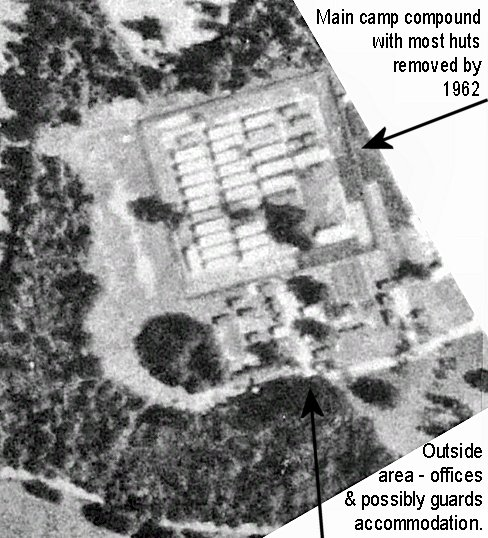 Main camp compound
with most huts
removed by
1962
Outside
area - offices
& possibly guards
accommodation.